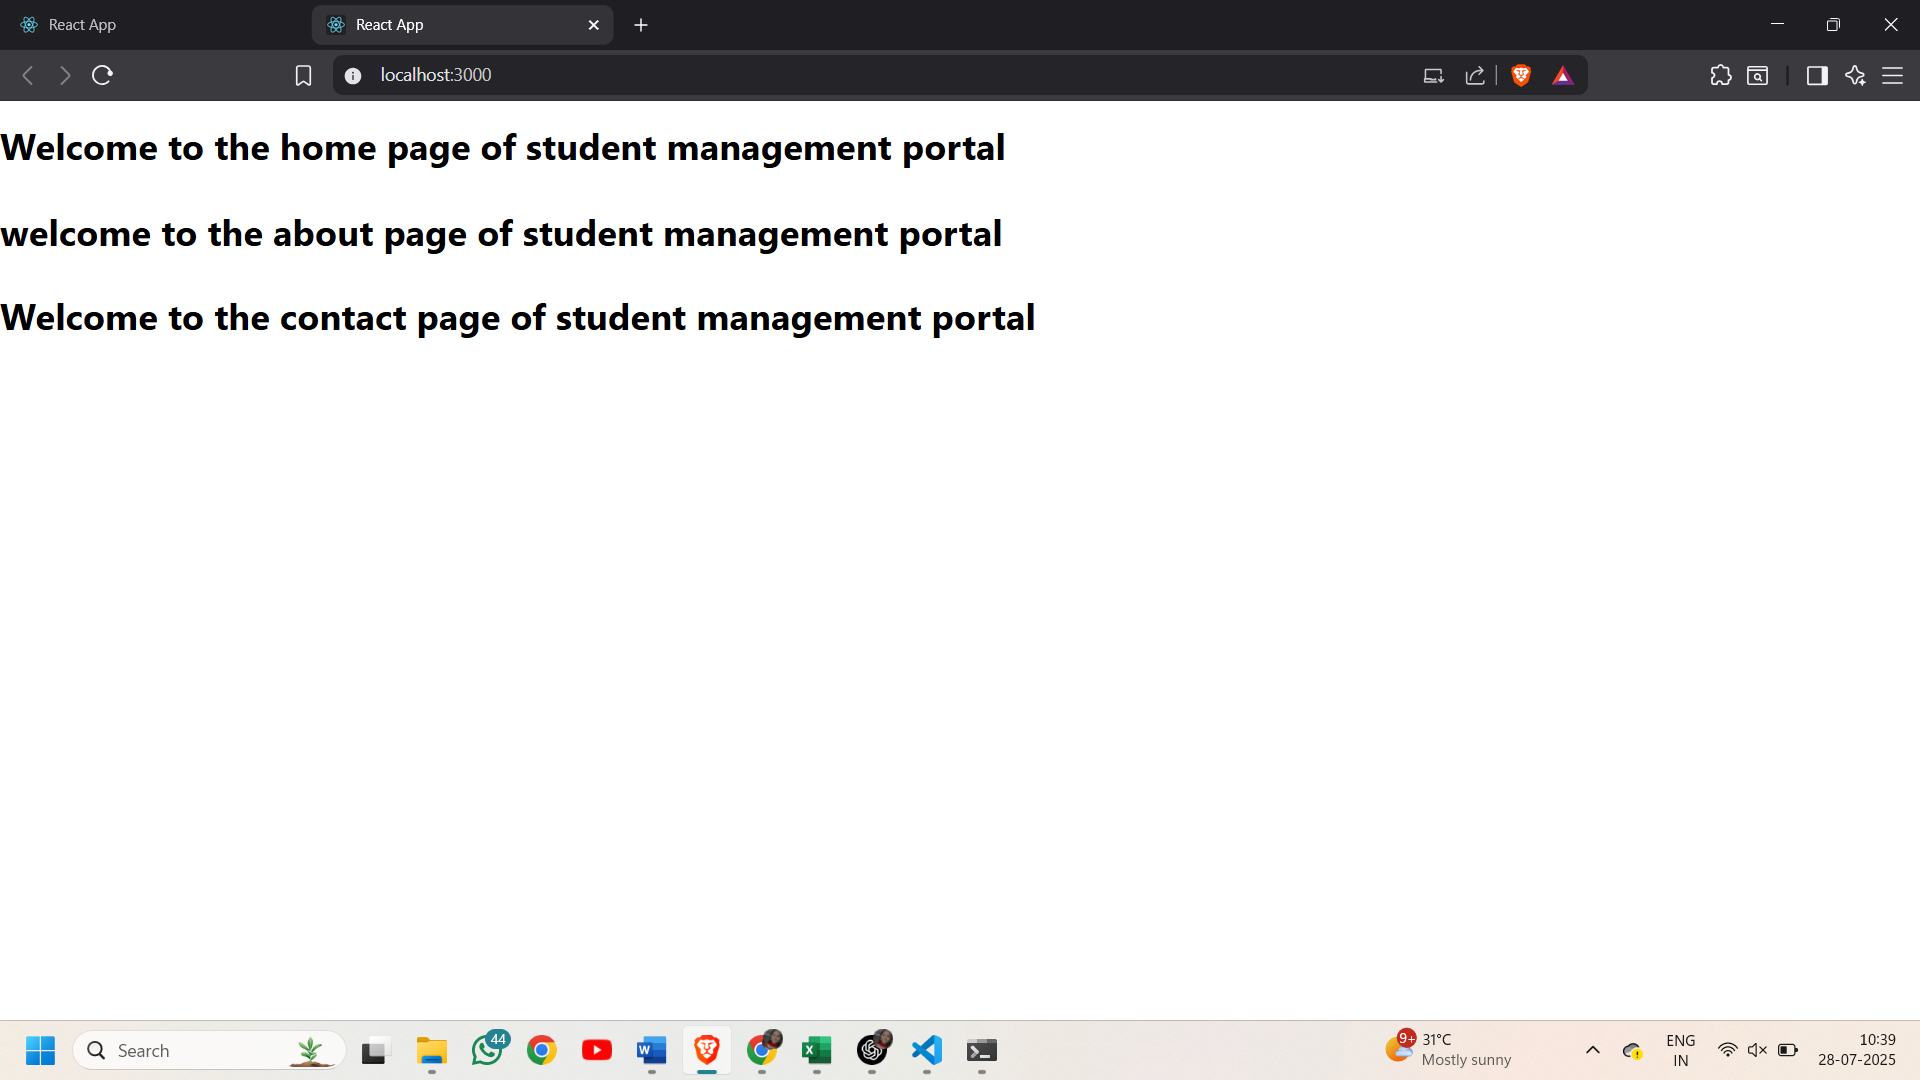 React App
React App
localhost:3000
Welcome to the home page of student management portal
welcome to the about page of student management portal
Welcome to the contact page of student management portal
Search
44
9+
31°C
Mostly sunny
ENG
IN
10:39
28-07-2025